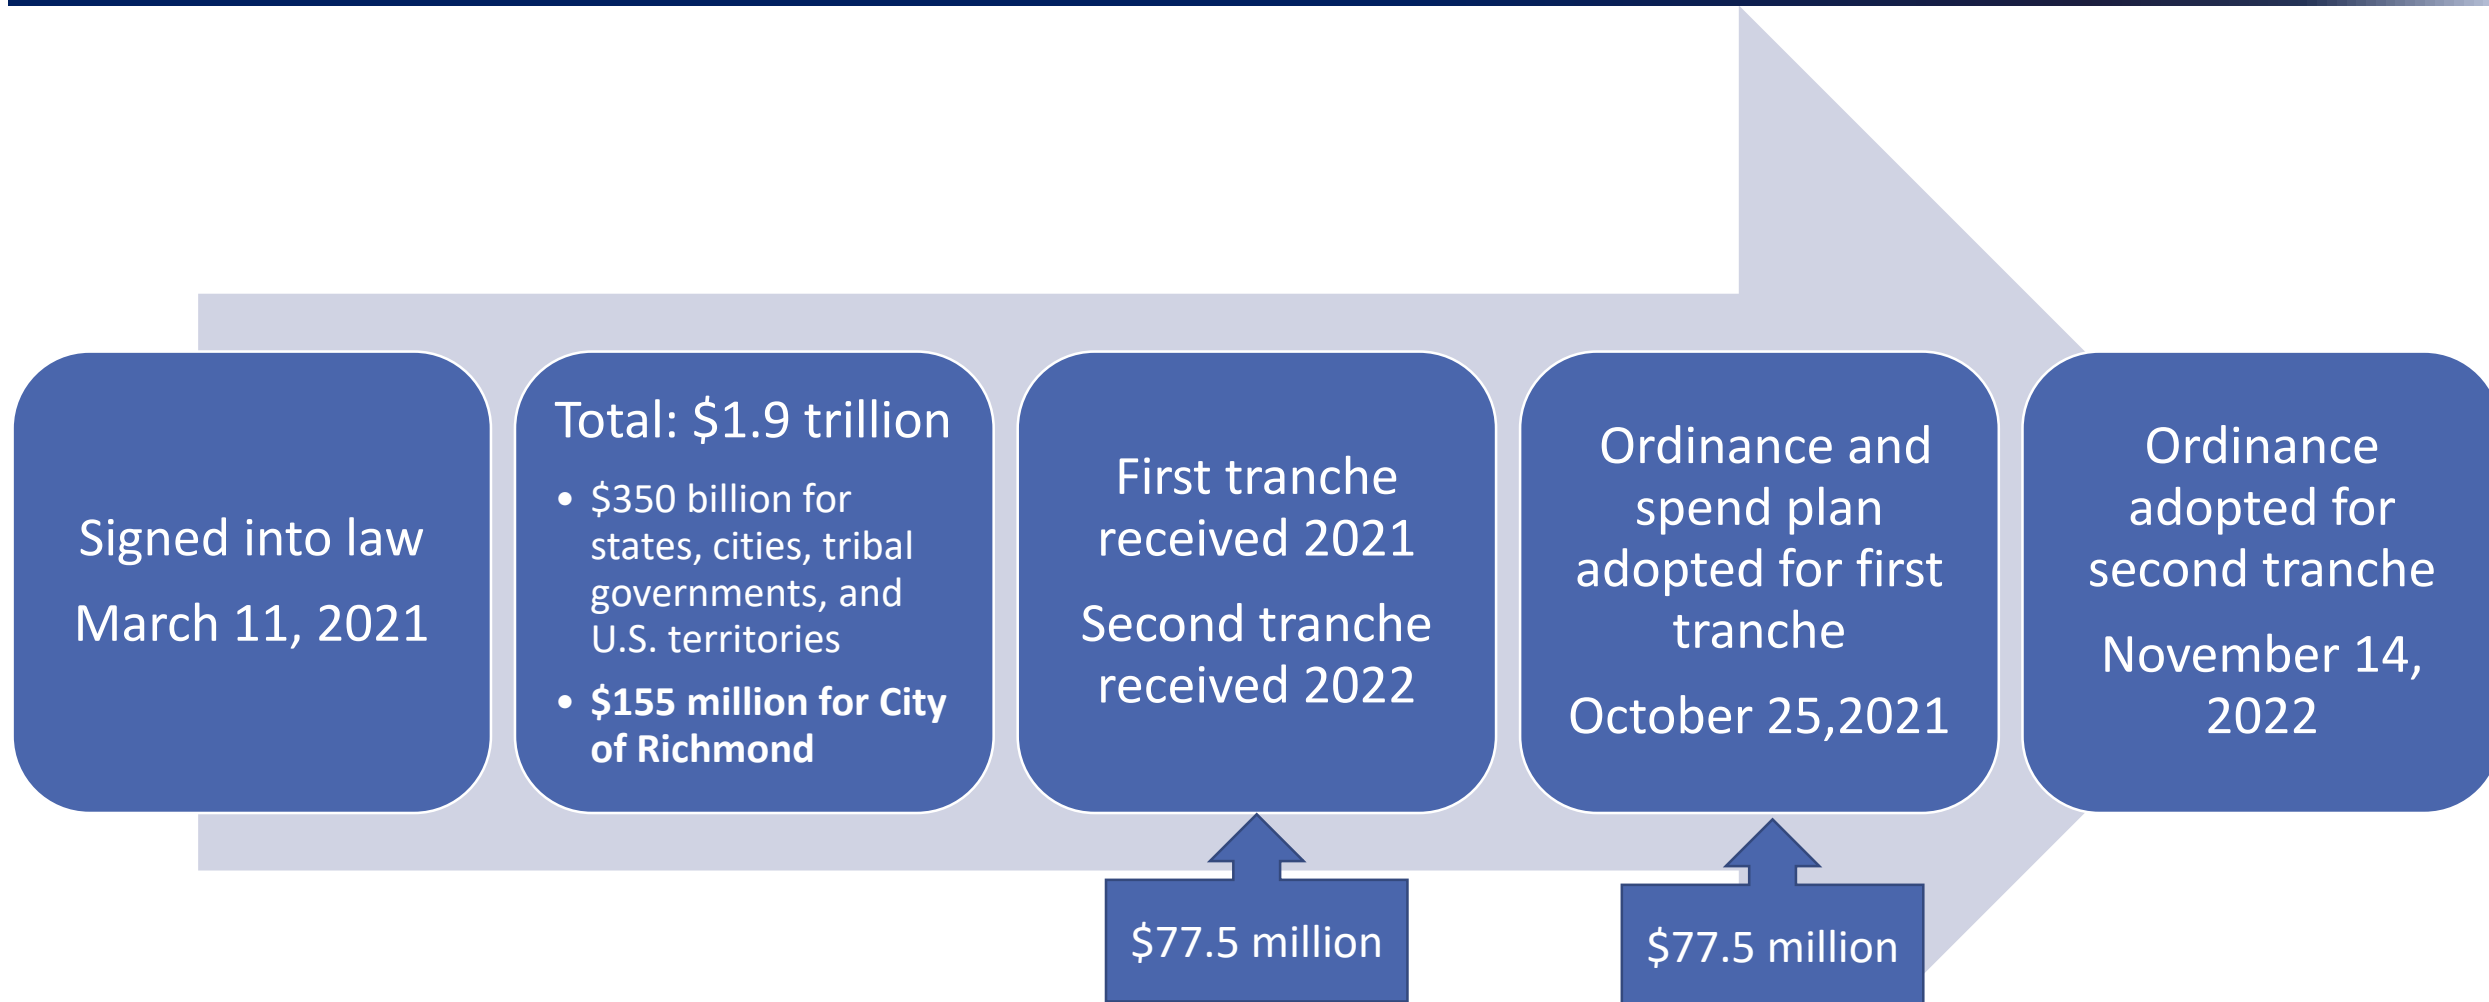 Signed into law
March 11, 2021
Total: $1.9 trillion
• $350 billion for
states, cities, tribal
governments, and
U.S. territories
• $155 million for City
of Richmond
First tranche
received 2021
Second tranche
received 2022
Ordinance and
spend plan
adopted for first
tranche
October 25,2021
Ordinance
adopted for
second tranche
November 14,
2022
$77.5 million
$77.5 million